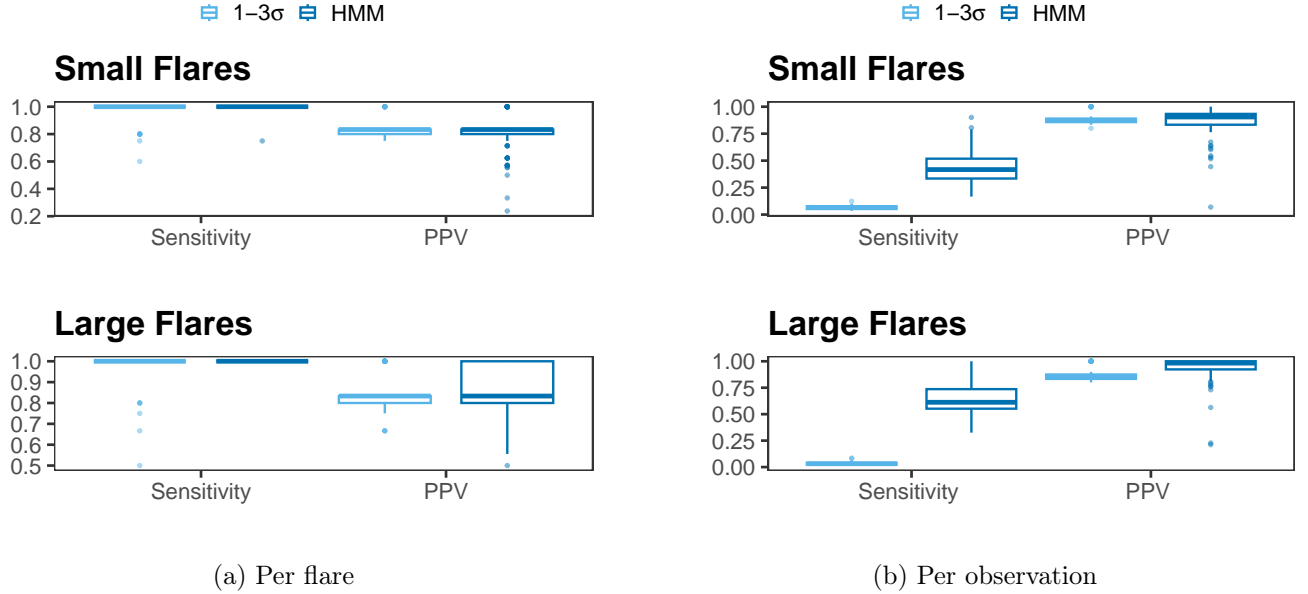 1−3σ HMM
Small Flares
1.0
0.8
0.6
0.4
0.2
Sensitivity PPV
Large Flares
1.0
0.9
0.8
0.7
0.6
0.5
Sensitivity PPV
(a) Per flare
1−3σ HMM
Small Flares
1.00
0.75
0.50
0.25
0.00
Sensitivity PPV
Large Flares
1.00
0.75
0.50
0.25
0.00
Sensitivity PPV
(b) Per observation